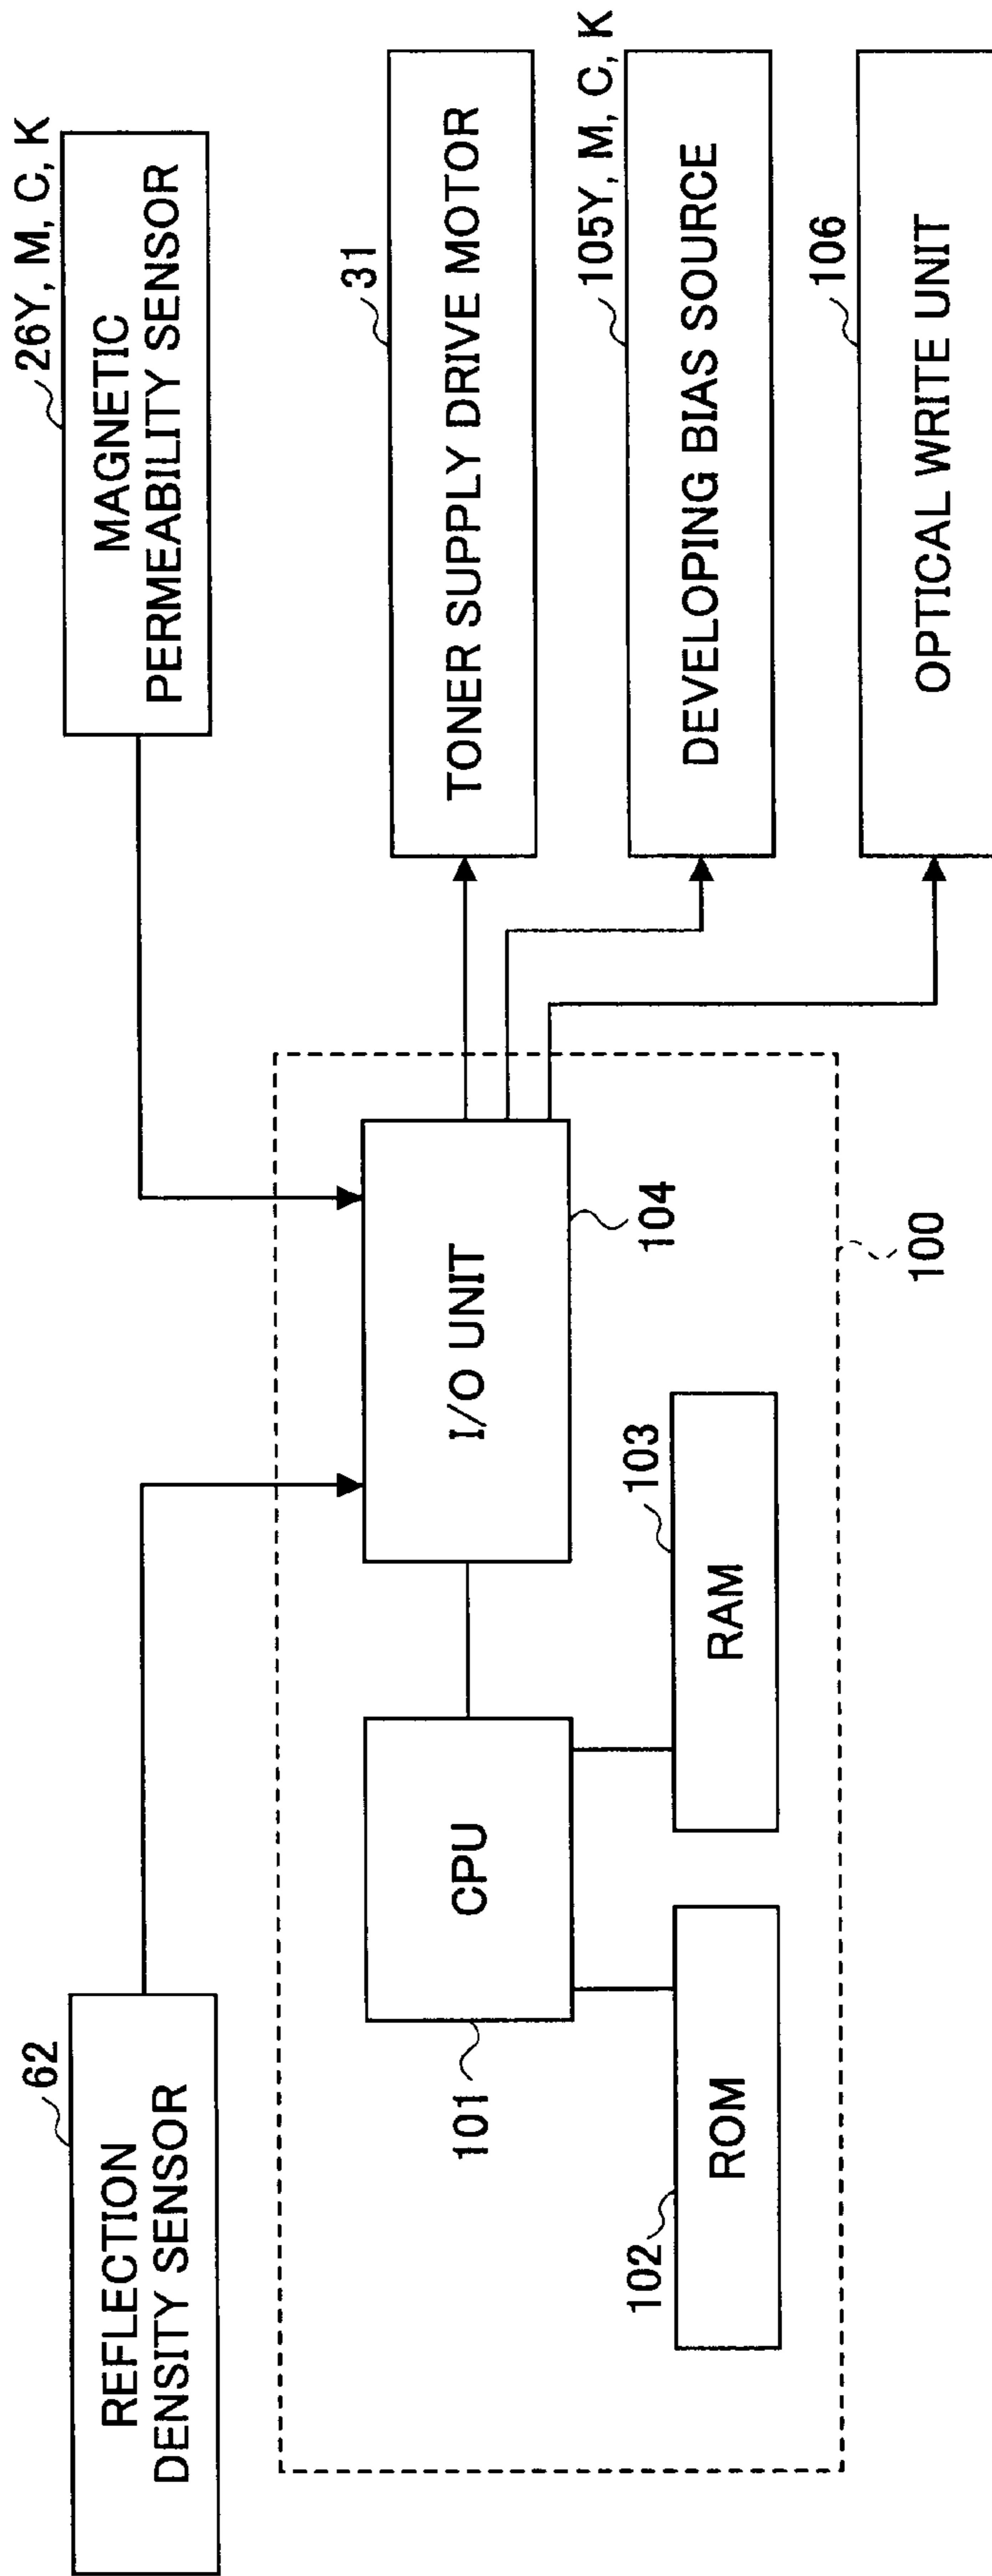 62
REFLECTION
DENSITY SENSOR
26Y, M, C, K
MAGNETIC
PERMEABILITY SENSOR
101
CPU
I/O UNIT
104
31
TONER SUPPLY DRIVE MOTOR
105Y, M, C, K
DEVELOPING BIAS SOURCE
102
ROM
103
RAM
106
OPTICAL WRITE UNIT
100